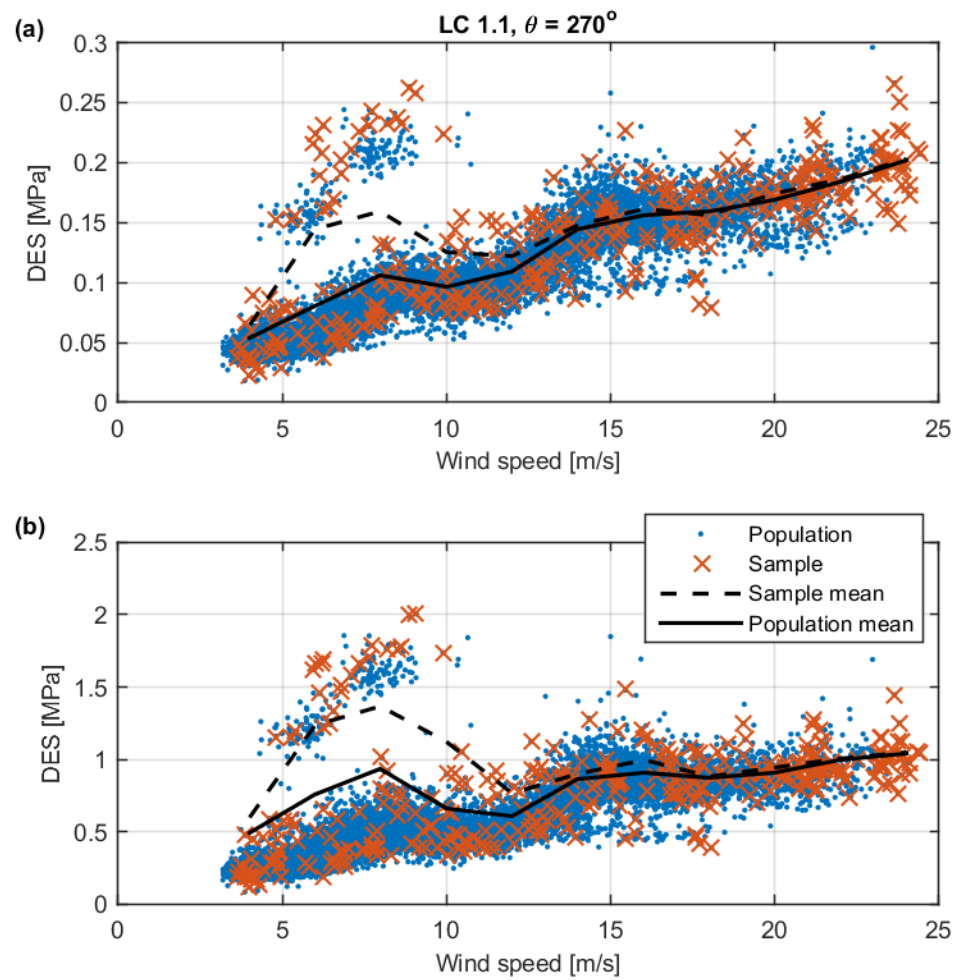 (a)
LC 1.1, θ = 270°
0.3
0.25
0.2
0.15
0.1
0.05
0
DES [MPa]
0 5 10 15 20 25
Wind speed [m/s]
(b)
2.5
2
1.5
1
0.5
0
DES [MPa]
Population
Sample
Sample mean
Population mean
0 5 10 15 20 25
Wind speed [m/s]